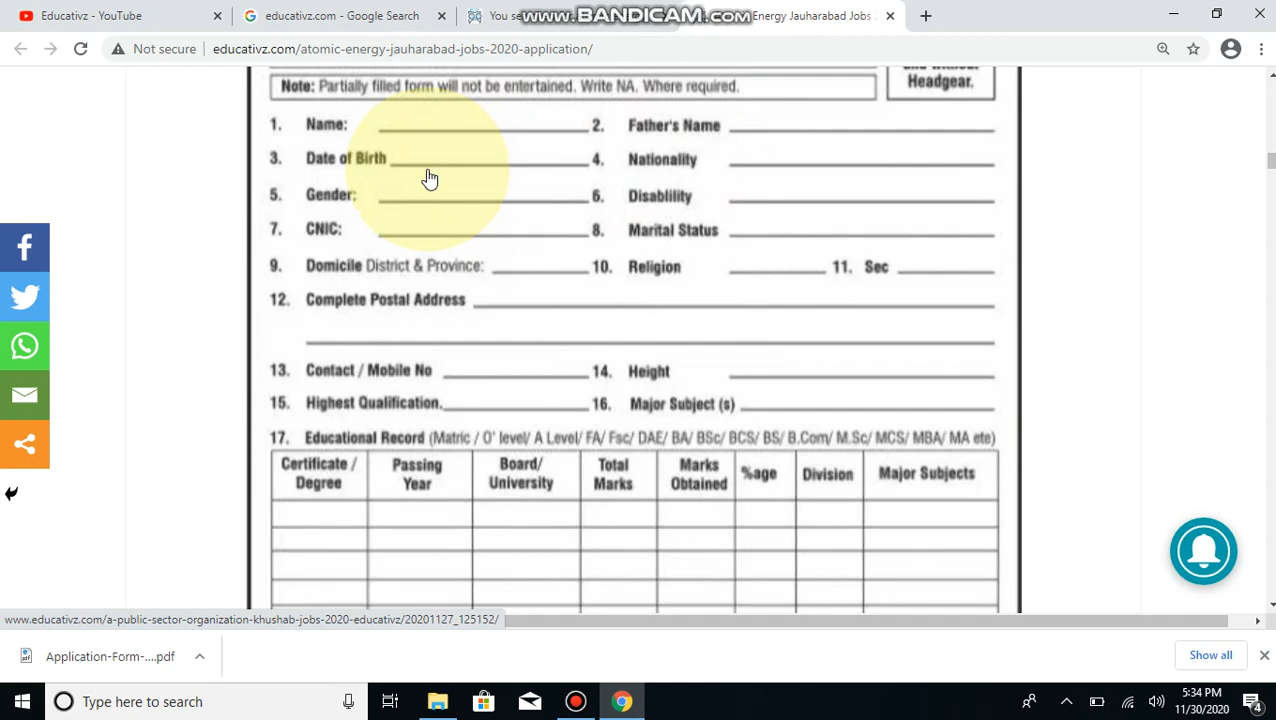 Educativz - YouTube
educativz.com - Google Search
You se
www.BANDICAM.com
Energy Jauharabad Jobs
Not secure
educativz.com/atomic-energy-jauharabad-jobs-2020-application/
Headgear.
Note: Partially filled form will not be entertained. Write NA. Where required.
1. Name: 2. Father's Name
3. Date of Birth 4. Nationality
5. Gender: 6. Disablility
7. CNIC: 8. Marital Status
9. Domicile District & Province: 10. Religion 11. Sec
12. Complete Postal Address
13. Contact / Mobile No 14. Height
15. Highest Qualification. 16. Major Subject (s)
17. Educational Record (Matric / O' level/ A Level/ FA/ Fsc/ DAE/ BA/ BSc/ BCS/ BS/ B.Com/ M.Sc/ MCS/ MBA/ MA ete)
Certificate / Degree
Passing Year
Board/ University
Total Marks
Marks Obtained
%age
Division
Major Subjects
www.educativz.com/a-public-sector-organization-khushab-jobs-2020-educativz/20201127_125152/
Application-Form-....pdf
Show all
Type here to search
5:34 PM
11/30/2020
4